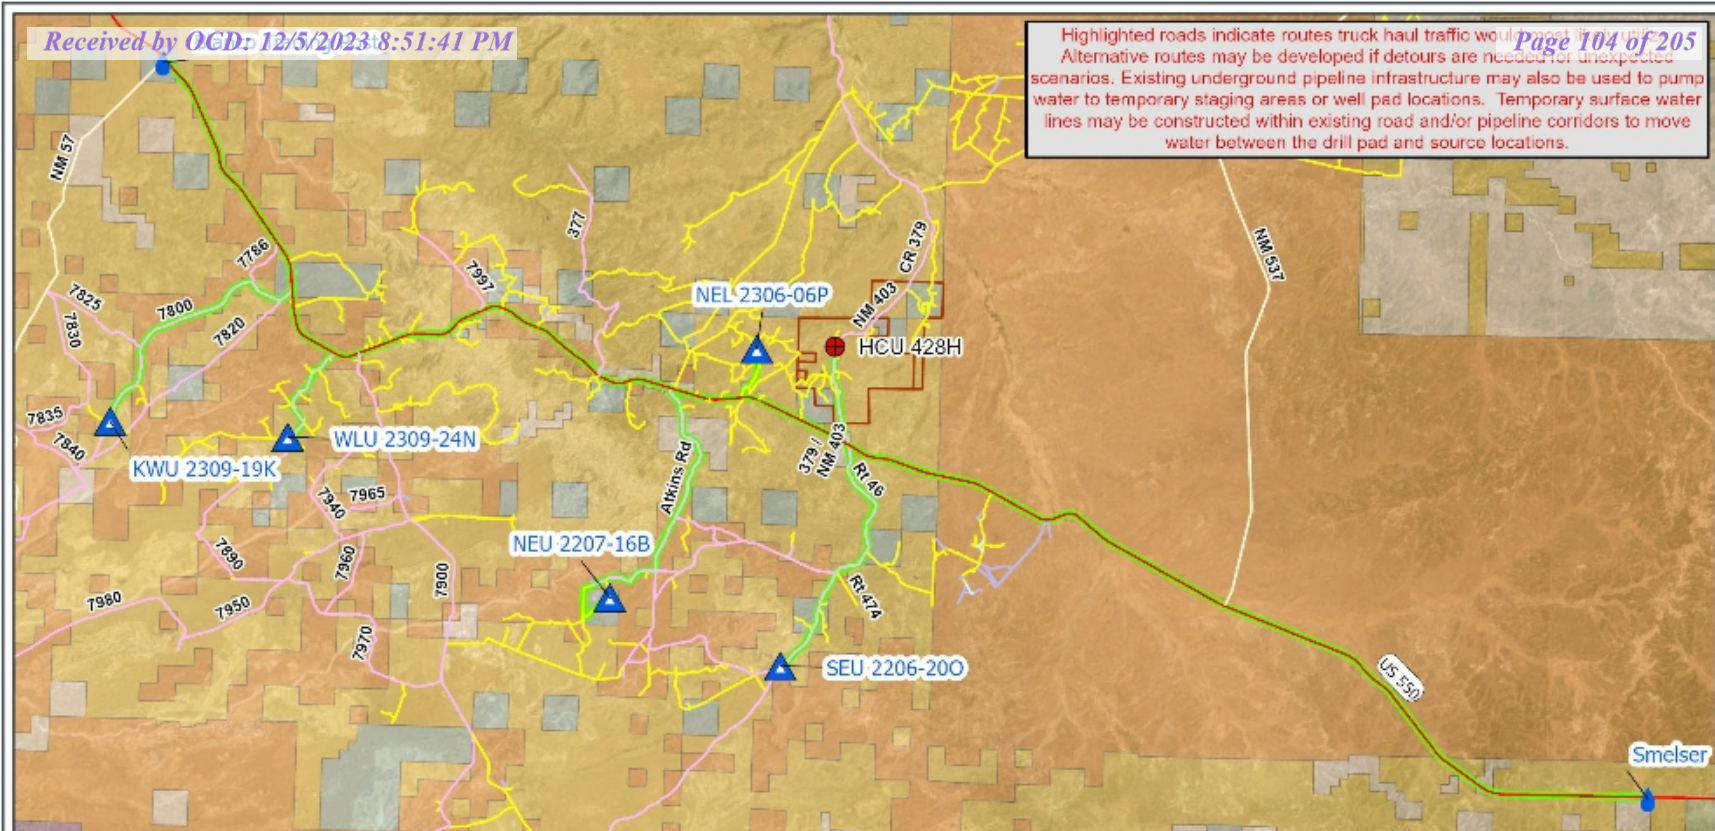 Received by OCD: 12/5/2023 8:51:41 PM
Page 104 of 205
Highlighted roads indicate routes truck haul traffic would most likely utilize.
Alternative routes may be developed if detours are needed for unexpected
scenarios. Existing underground pipeline infrastructure may also be used to pump
water to temporary staging areas or well pad locations. Temporary surface water
lines may be constructed within existing road and/or pipeline corridors to move
water between the drill pad and source locations.
NM 57
377
CR 379
NM 537
7786
7997
7825
7800
NEL 2306-06P
NM 403
7830
7820
HCU 428H
7835
7840
WLU 2309-24N
KWU 2309-19K
379 /
NM 403
Atkins Rd
Rt 46
7965
7940
NEU 2207-16B
7890
7960
7900
Rt 474
7980
7950
7970
SEU 2206-20O
US 550
Smelser